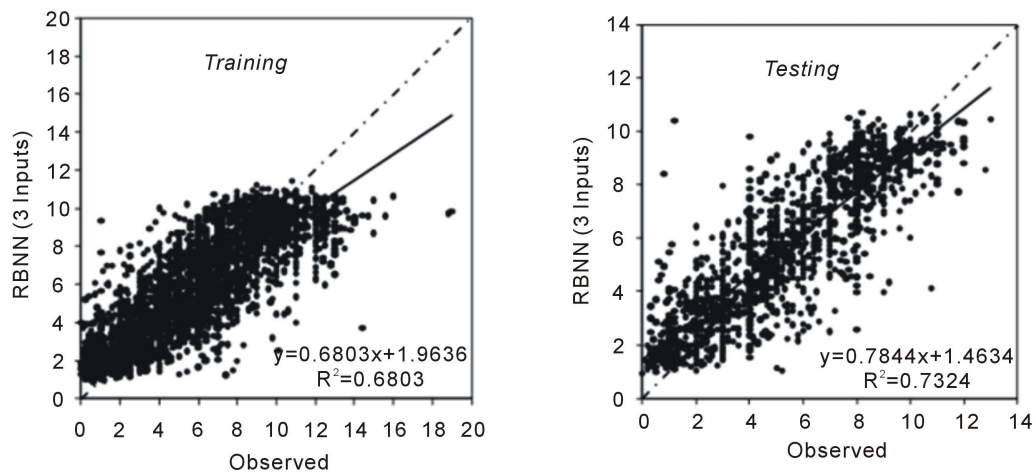 Training
RBNN (3 Inputs)
20
18
16
14
12
10
8
6
4
2
0
y=0.6803x+1.9636
R²=0.6803
0 2 4 6 8 10 12 14 16 18 20
Observed
Testing
RBNN (3 Inputs)
14
12
10
8
6
4
2
0
y=0.7844x+1.4634
R²=0.7324
0 2 4 6 8 10 12 14
Observed